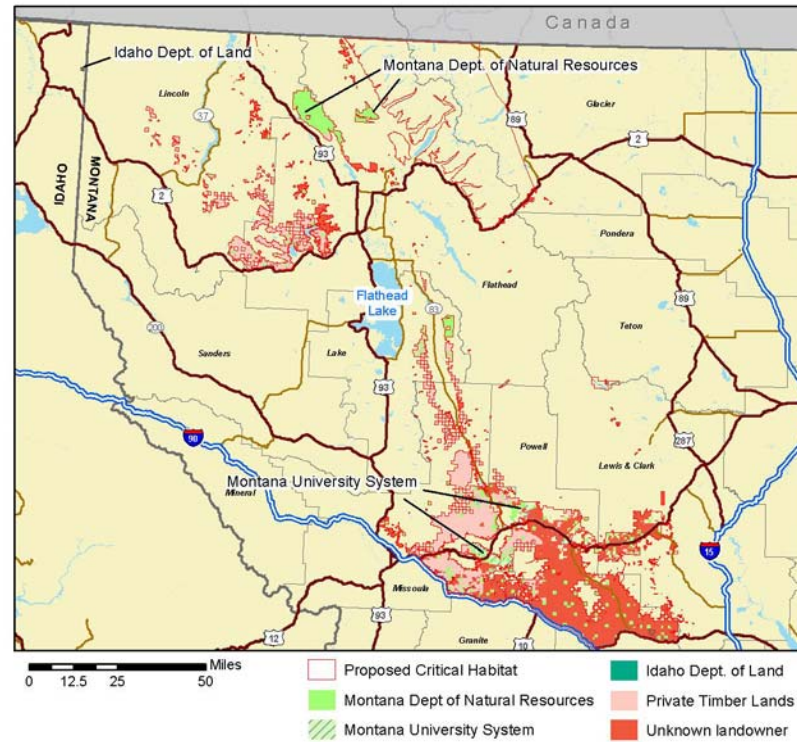 Canada
Idaho Dept. of Land
Montana Dept. of Natural Resources
Lincoln
Glacier
37
89
2
93
MONTANA
IDAHO
2
Pondera
Flathead
Flathead
Lake
83
89
Teton
200
Sanders
Lake
93
Powell
287
90
Lewis & Clark
Montana University System
Mineral
15
Missoula
93
12
Granite
10
Miles
0 12.5 25 50
Proposed Critical Habitat
Montana Dept of Natural Resources
Montana University System
Idaho Dept. of Land
Private Timber Lands
Unknown landowner